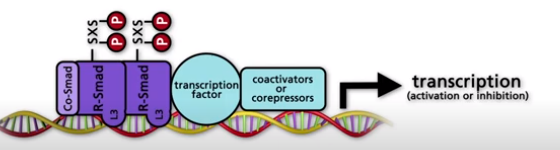 SXS
P
P
SXS
P
P
Co-Smad
R-Smad
L3
R-Smad
L3
transcription
factor
coactivators
or
corepressors
transcription
(activation or inhibition)